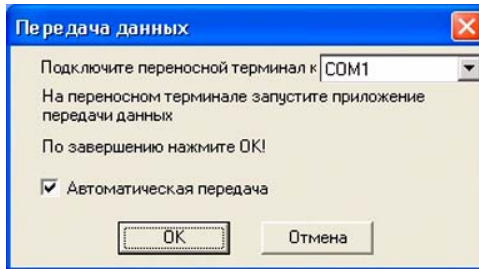 Передача данных
Подключите переносной терминал к COM1
На переносном терминале запустите приложение
передачи данных
По завершению нажмите OK!
Автоматическая передача
OK Отмена